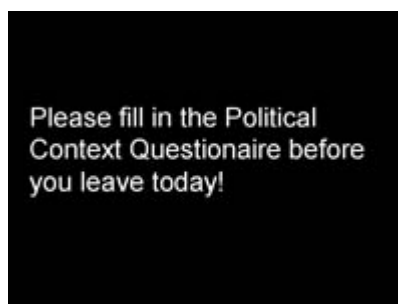 Please fill in the Political
Context Questionaire before
you leave today!